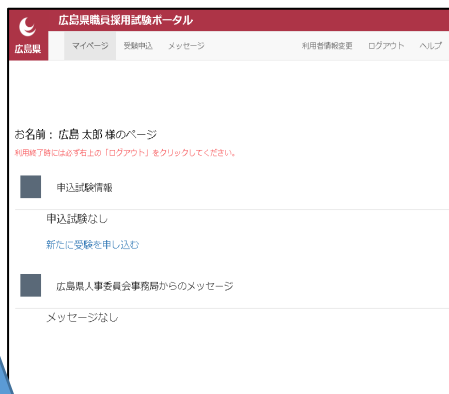 広島県職員採用試験ポータル
広島県
マイページ 受験申込 メッセージ 利用者情報変更 ログアウト ヘルプ
お名前：広島 太郎 様のページ
利用終了時には必ず右上の「ログアウト」をクリックしてください。
申込試験情報
申込試験なし
新たに受験を申し込む
広島県人事委員会事務局からのメッセージ
メッセージなし